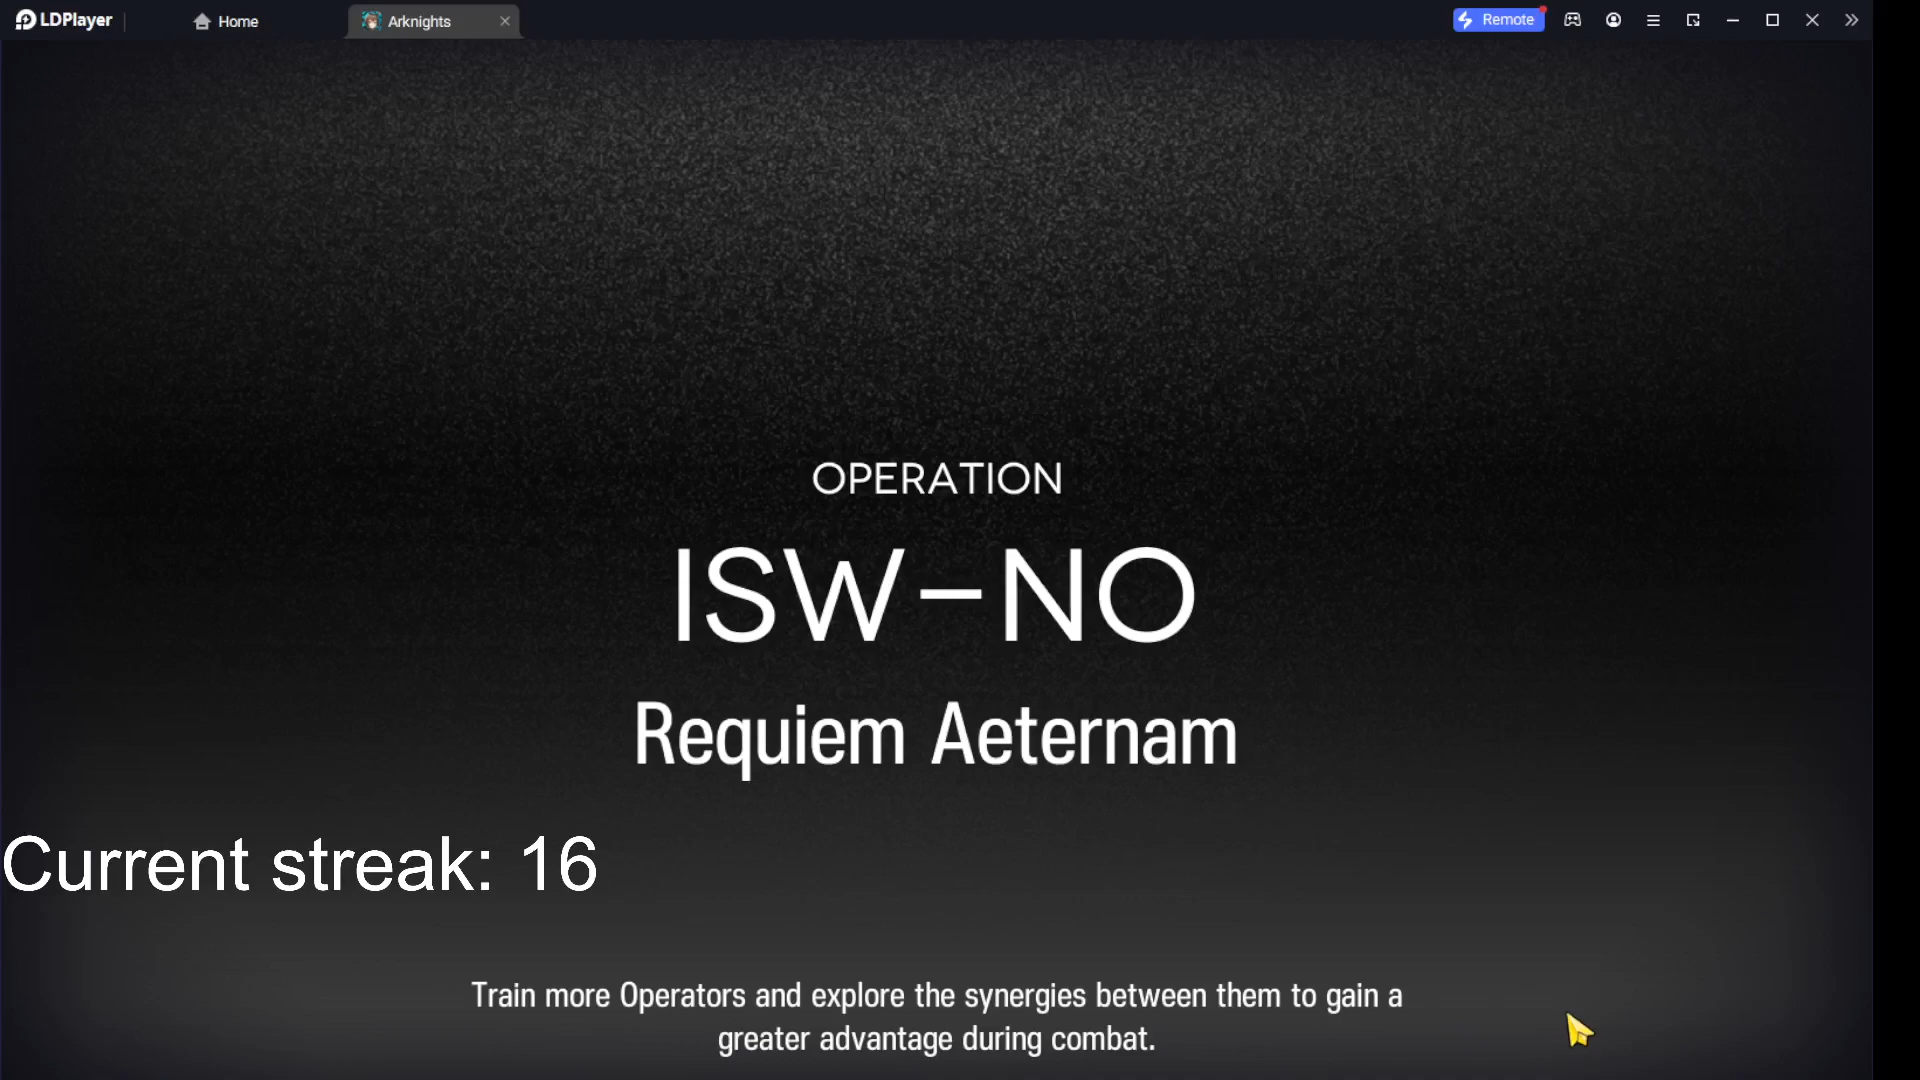 LDPlayer
Home
Arknights
Remote
OPERATION
ISW-NO
Requiem Aeternam
Current streak: 16
Train more Operators and explore the synergies between them to gain a
greater advantage during combat.